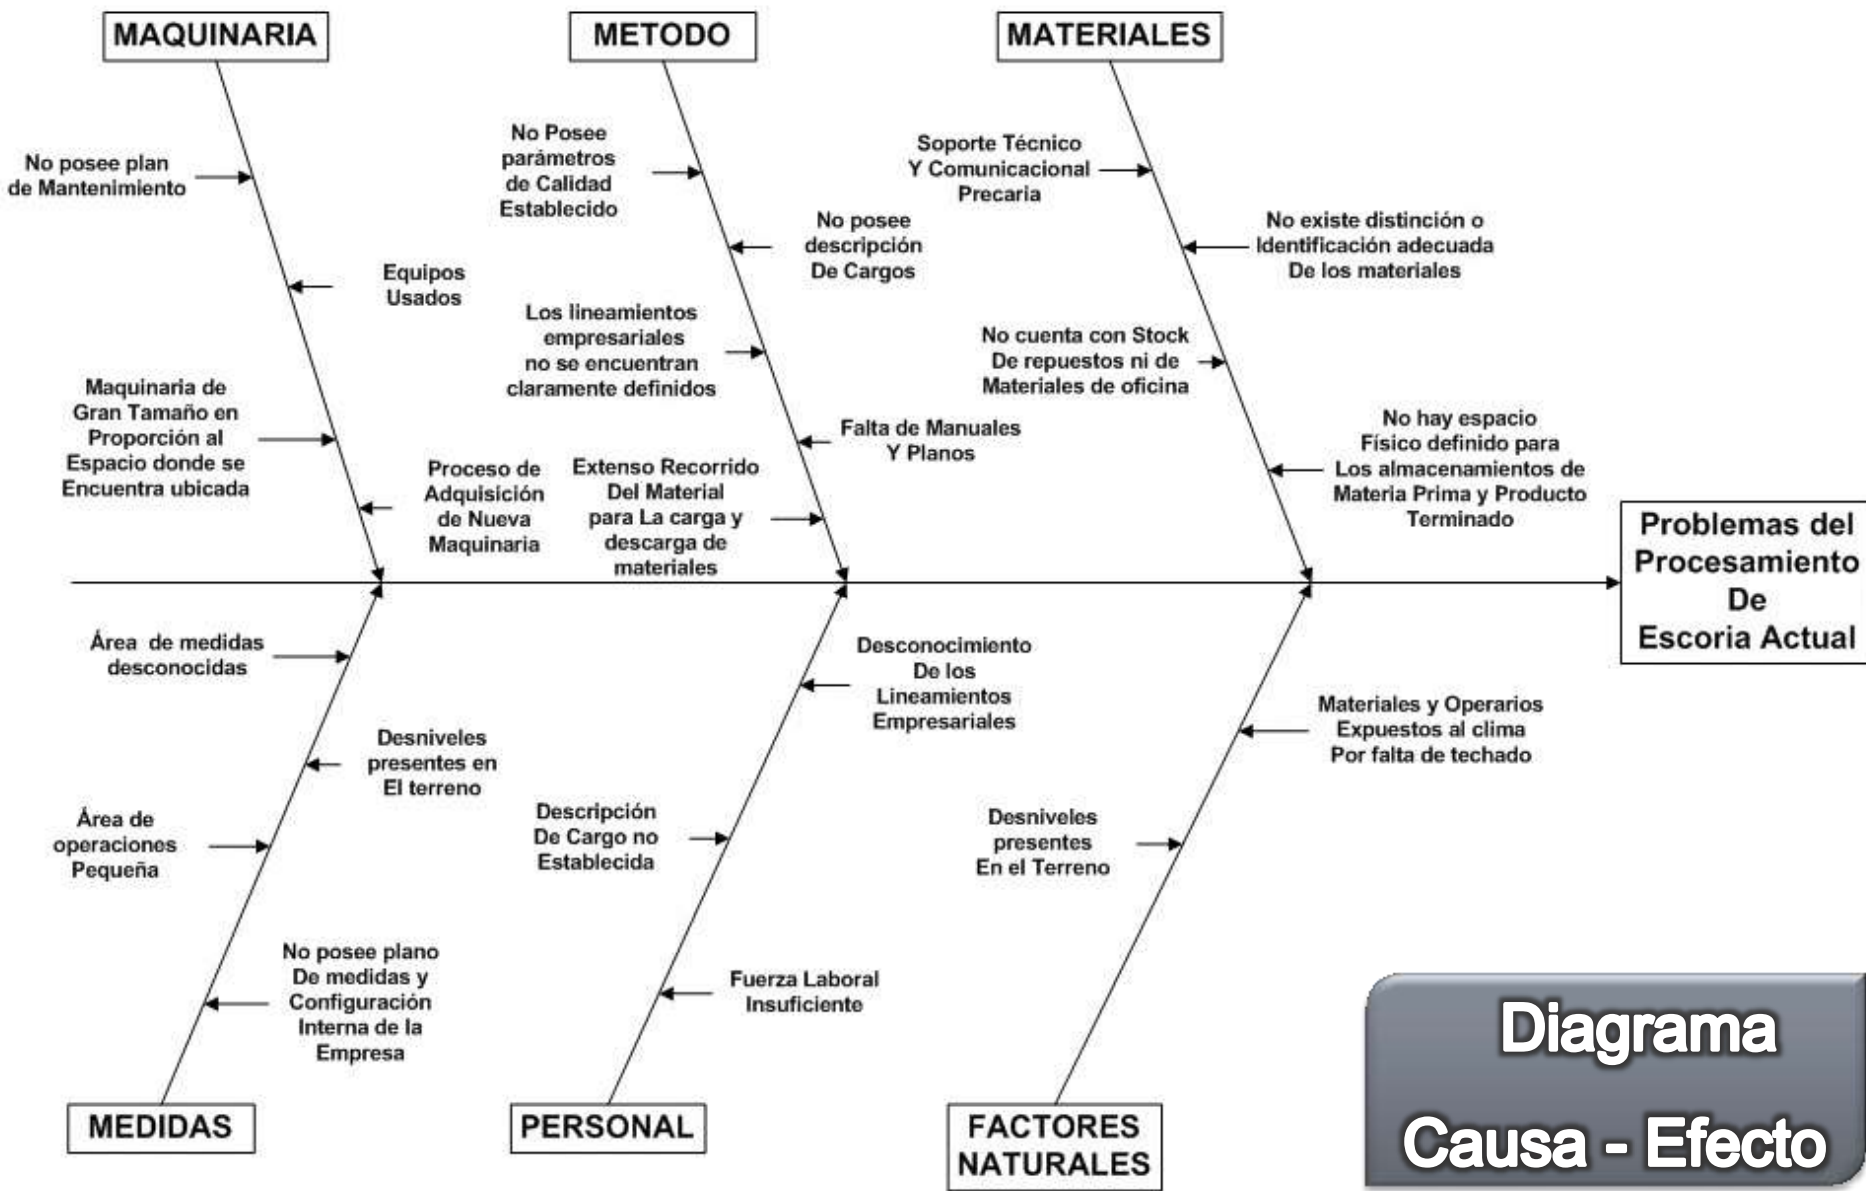 MAQUINARIA
METODO
MATERIALES
No posee plan
de Mantenimiento
Equipos
Usados
Maquinaria de
Gran Tamaño en
Proporción al
Espacio donde se
Encuentra ubicada
Proceso de
Adquisición
de Nueva
Maquinaria
No Posee
parámetros
de Calidad
Establecido
No posee
descripción
De Cargos
Los lineamientos
empresariales
no se encuentran
claramente definidos
Falta de Manuales
Y Planos
Extenso Recorrido
Del Material
para La carga y
descarga de
materiales
Soporte Técnico
Y Comunicacional
Precaria
No existe distinción o
Identificación adecuada
De los materiales
No cuenta con Stock
De repuestos ni de
Materiales de oficina
No hay espacio
Físico definido para
Los almacenamientos de
Materia Prima y Producto
Terminado
Problemas del
Procesamiento
De
Escoria Actual
Área de medidas
desconocidas
Desniveles
presentes en
El terreno
Área de
operaciones
Pequeña
No posee plano
De medidas y
Configuración
Interna de la
Empresa
Desconocimiento
De los
Lineamientos
Empresariales
Descripción
De Cargo no
Establecida
Fuerza Laboral
Insuficiente
Materiales y Operarios
Expuestos al clima
Por falta de techado
Desniveles
presentes
En el Terreno
MEDIDAS
PERSONAL
FACTORES
NATURALES
Diagrama
Causa - Efecto